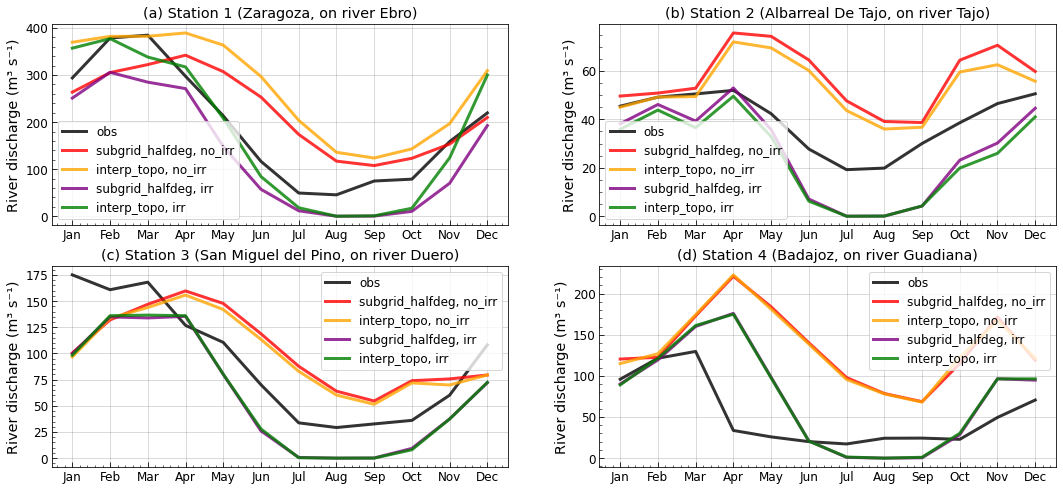 (a) Station 1 (Zaragoza, on river Ebro)
River discharge (m³ s⁻¹)
400
300
200
100
0
obs
subgrid_halfdeg, no_irr
interp_topo, no_irr
subgrid_halfdeg, irr
interp_topo, irr
Jan Feb Mar Apr May Jun Jul Aug Sep Oct Nov Dec
(b) Station 2 (Albarreal De Tajo, on river Tajo)
River discharge (m³ s⁻¹)
60
40
20
0
obs
subgrid_halfdeg, no_irr
interp_topo, no_irr
subgrid_halfdeg, irr
interp_topo, irr
Jan Feb Mar Apr May Jun Jul Aug Sep Oct Nov Dec
(c) Station 3 (San Miguel del Pino, on river Duero)
River discharge (m³ s⁻¹)
175
150
125
100
75
50
25
0
obs
subgrid_halfdeg, no_irr
interp_topo, no_irr
subgrid_halfdeg, irr
interp_topo, irr
Jan Feb Mar Apr May Jun Jul Aug Sep Oct Nov Dec
(d) Station 4 (Badajoz, on river Guadiana)
River discharge (m³ s⁻¹)
200
150
100
50
0
obs
subgrid_halfdeg, no_irr
interp_topo, no_irr
subgrid_halfdeg, irr
interp_topo, irr
Jan Feb Mar Apr May Jun Jul Aug Sep Oct Nov Dec